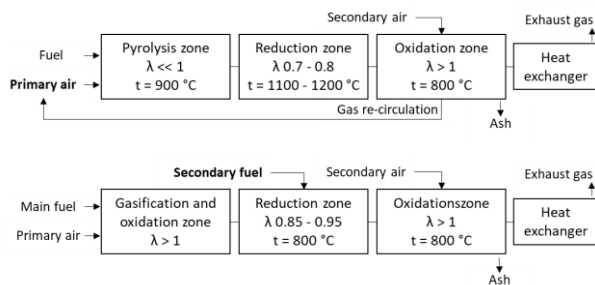 Secondary air
Exhaust gas
Fuel
Primary air
Pyrolysis zone
λ << 1
t = 900 °C
Reduction zone
λ 0.7 - 0.8
t = 1100 - 1200 °C
Oxidation zone
λ > 1
t = 800 °C
Heat
exchanger
Gas re-circulation
Ash
Secondary fuel
Secondary air
Exhaust gas
Main fuel
Primary air
Gasification and
oxidation zone
λ > 1
Reduction zone
λ 0.85 - 0.95
t = 800 °C
Oxidationszone
λ > 1
t = 800 °C
Heat
exchanger
Ash